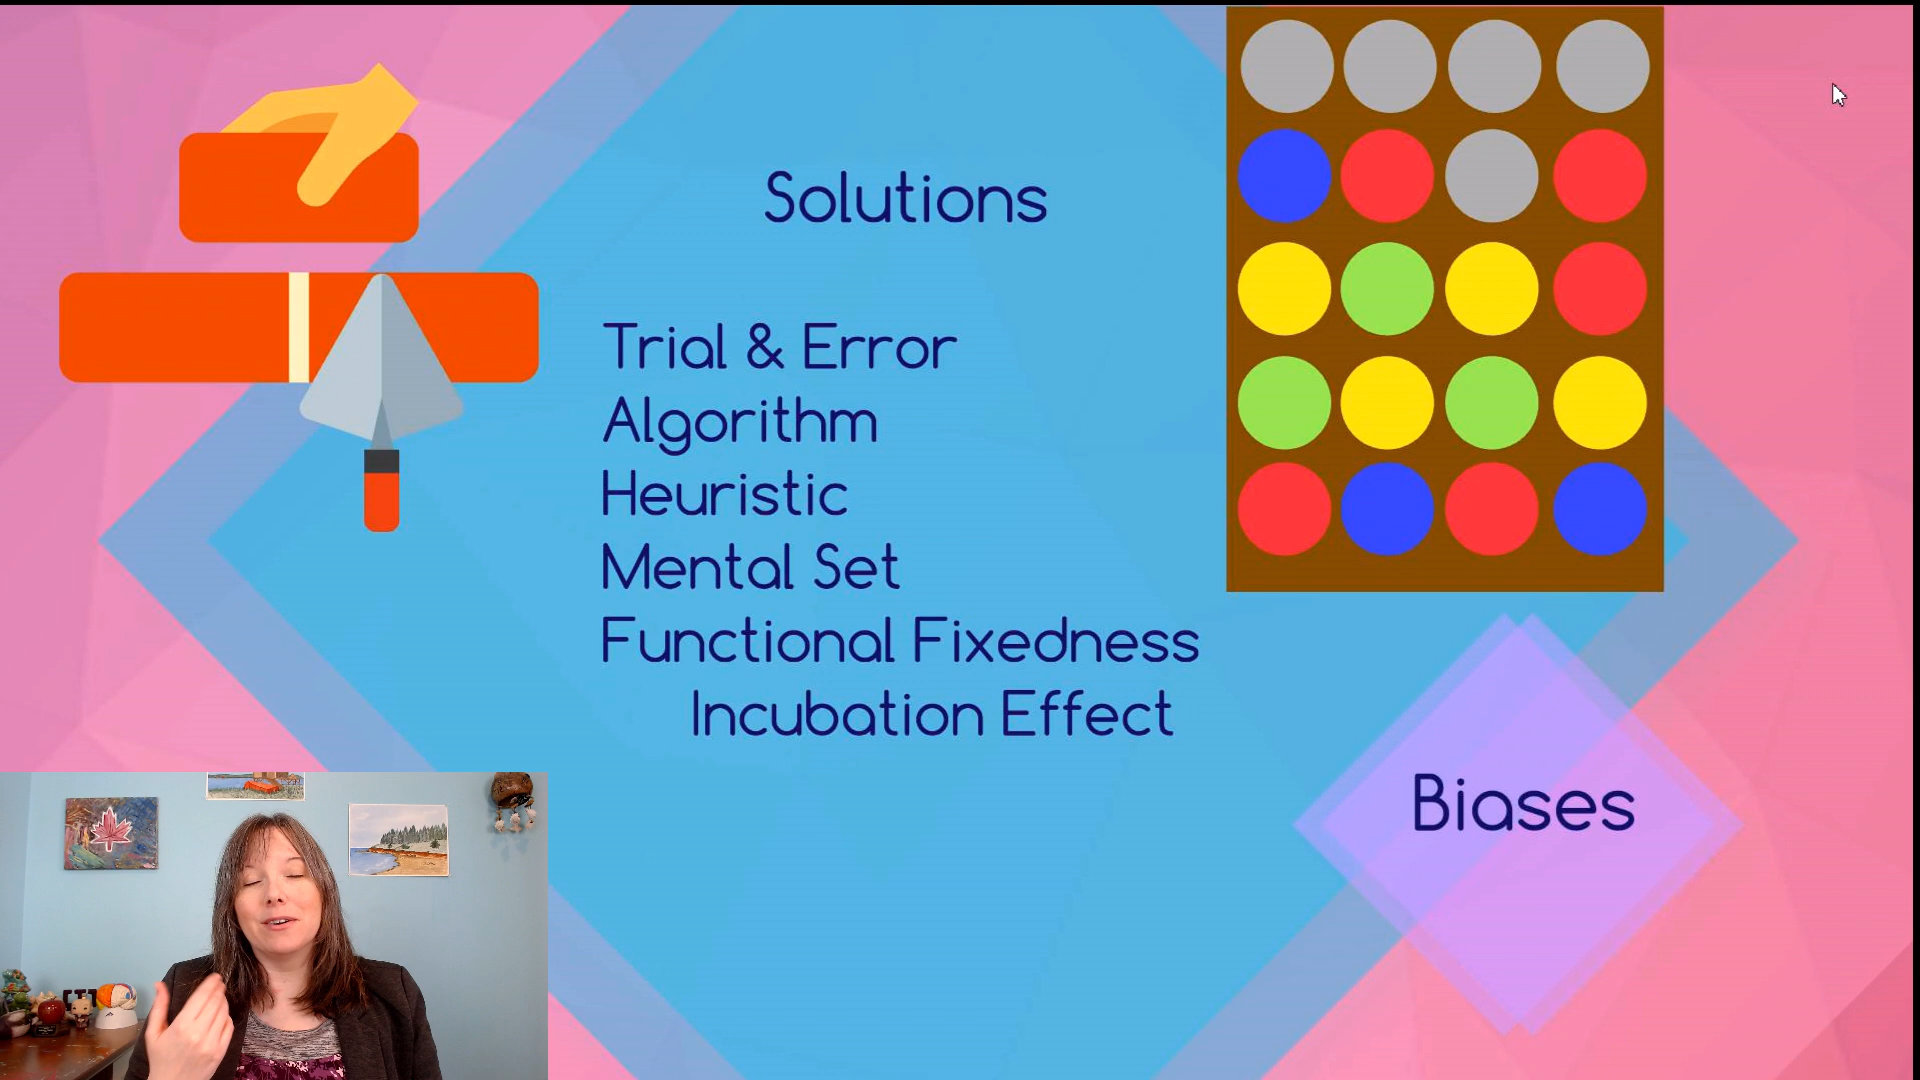 Solutions
Trial & Error
Algorithm
Heuristic
Mental Set
Functional Fixedness
Incubation Effect
Biases